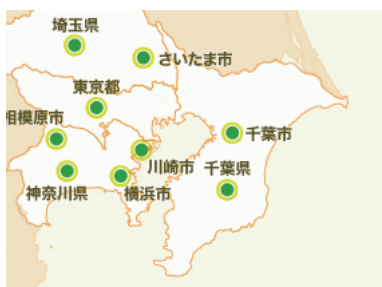 埼玉県
さいたま市
東京都
相模原市
千葉市
川崎市
千葉県
神奈川県
横浜市